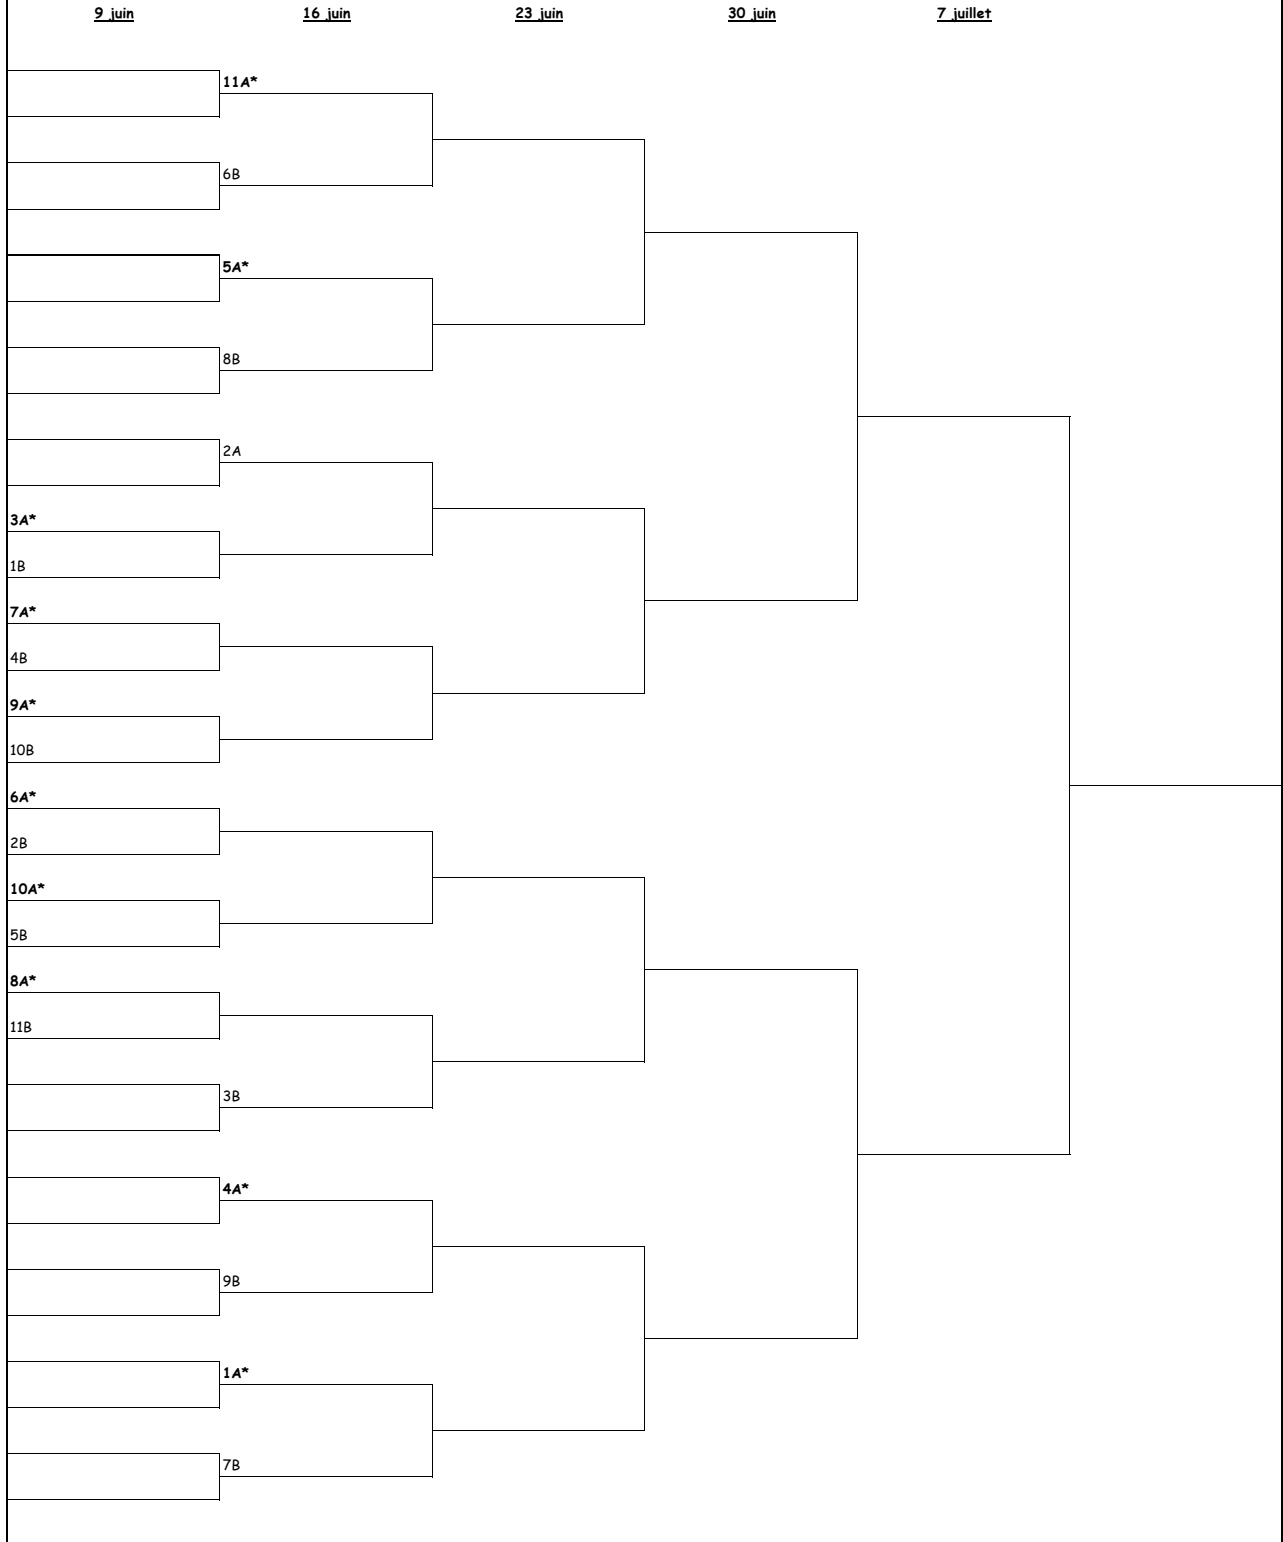 9 juin 16 juin 23 juin 30 juin 7 juillet
11A*
6B
5A*
8B
2A
3A*
1B
7A*
4B
9A*
10B
6A*
2B
10A*
5B
8A*
11B
3B
4A*
9B
1A*
7B